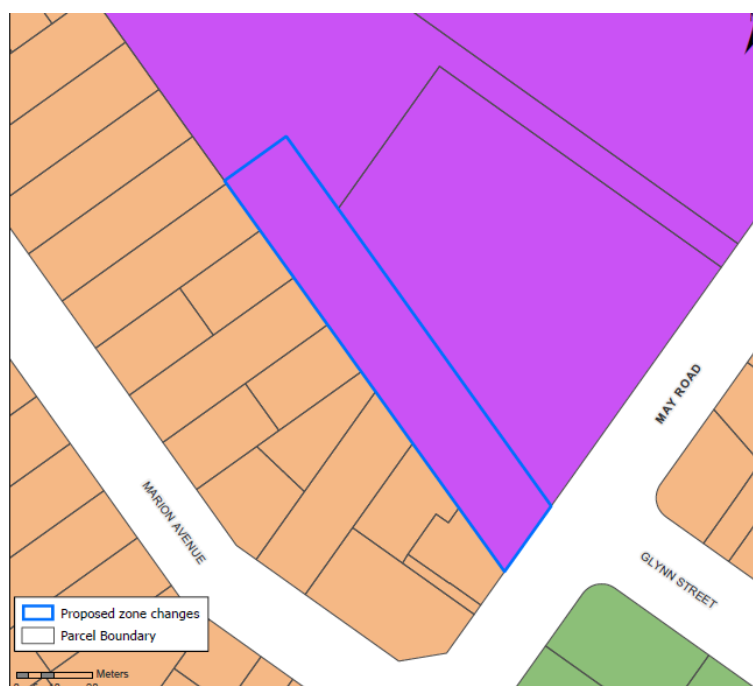 MAY ROAD
MARION AVENUE
GLYNN STREET
Proposed zone changes
Parcel Boundary
Meters